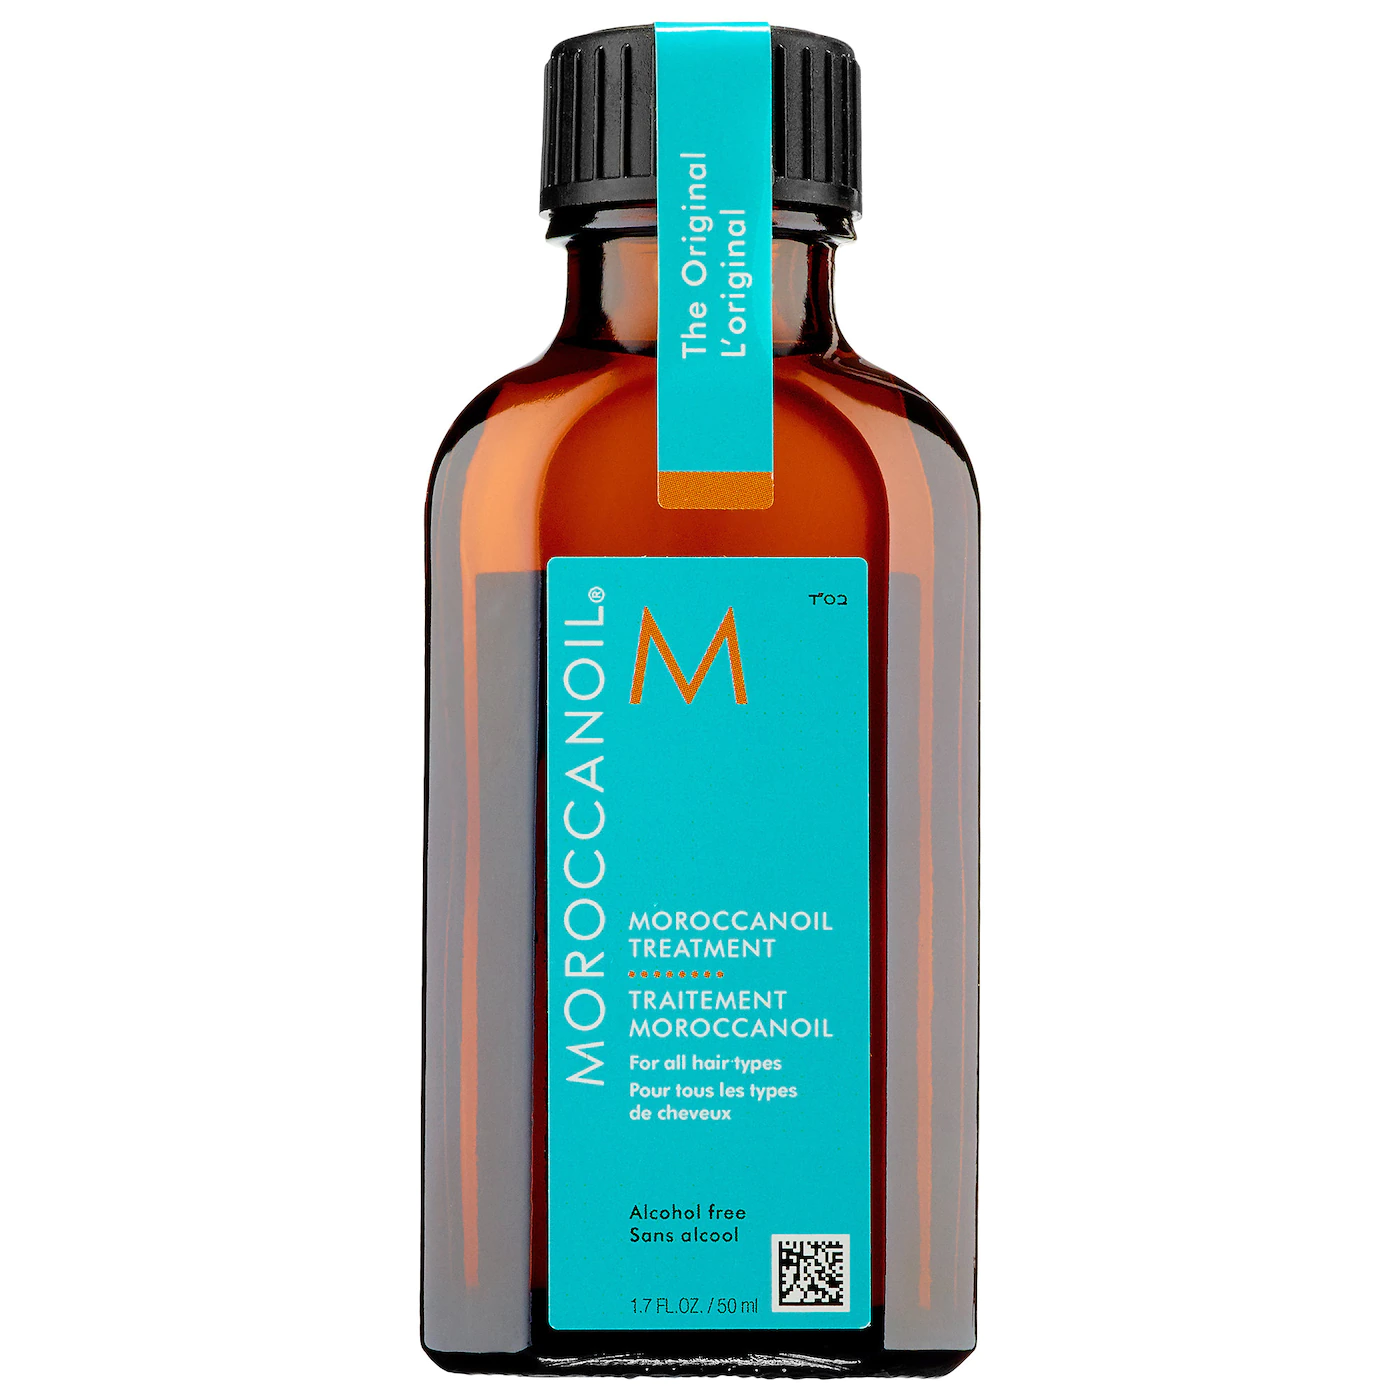 The Original
L'original
MOROCCANOIL®
M
בס"ד
MOROCCANOIL
TREATMENT
TRAITEMENT
MOROCCANOIL
For all hair types
Pour tous les types
de cheveux
Alcohol free
Sans alcool
1.7 FL.OZ. / 50 ml